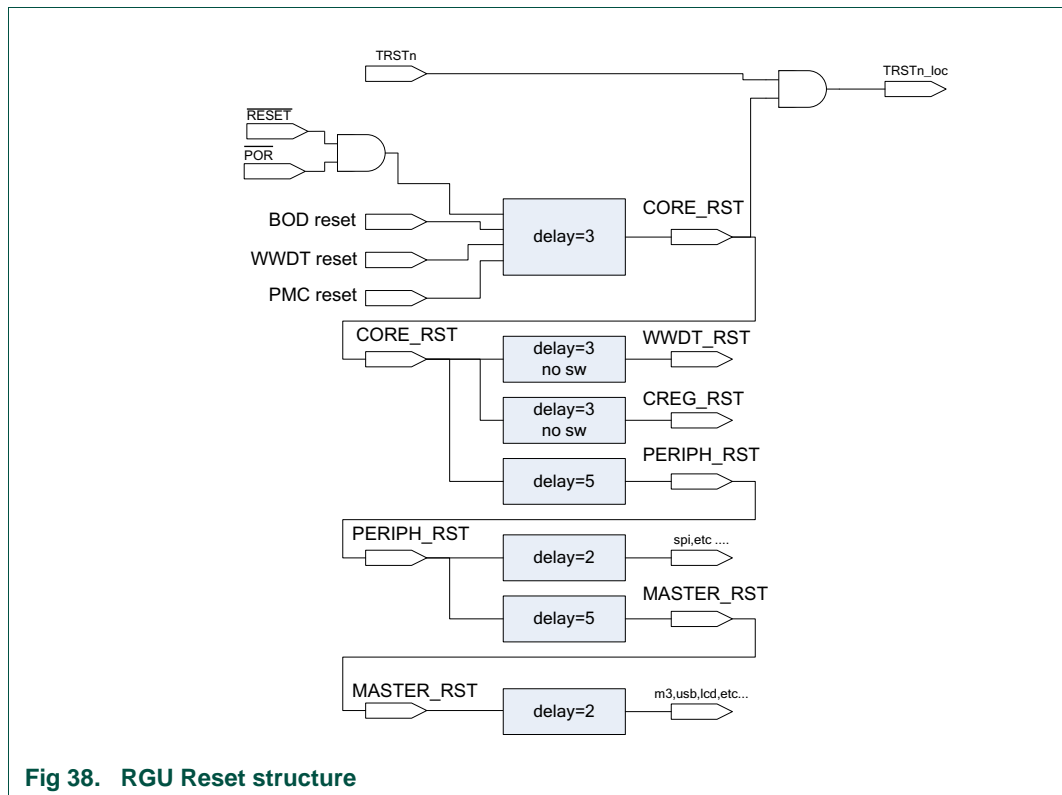 TRSTn
TRSTn_loc
RESET
POR
BOD reset
WWDT reset
PMC reset
delay=3
CORE_RST
CORE_RST
delay=3
no sw
WWDT_RST
delay=3
no sw
CREG_RST
delay=5
PERIPH_RST
PERIPH_RST
delay=2
spi,etc ....
delay=5
MASTER_RST
MASTER_RST
delay=2
m3,usb,lcd,etc...
Fig 38. RGU Reset structure